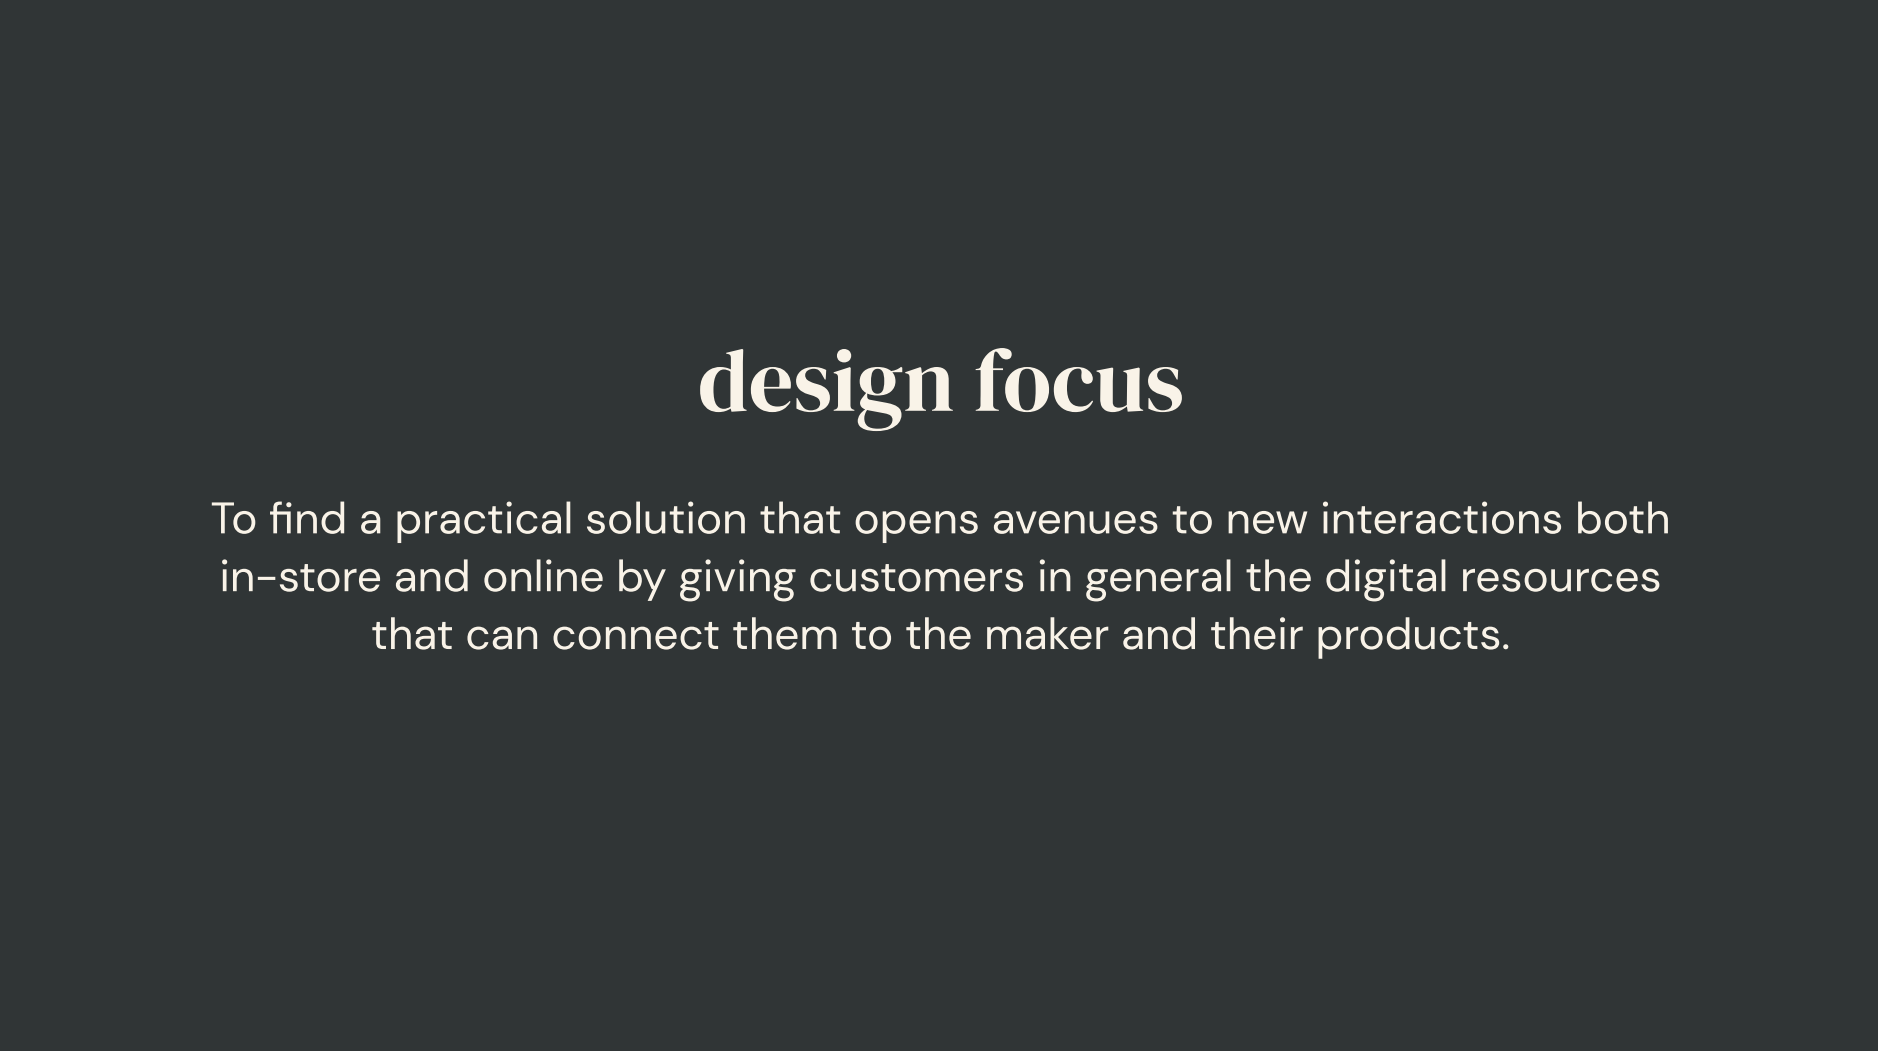 design focus
To find a practical solution that opens avenues to new interactions both
in-store and online by giving customers in general the digital resources
that can connect them to the maker and their products.